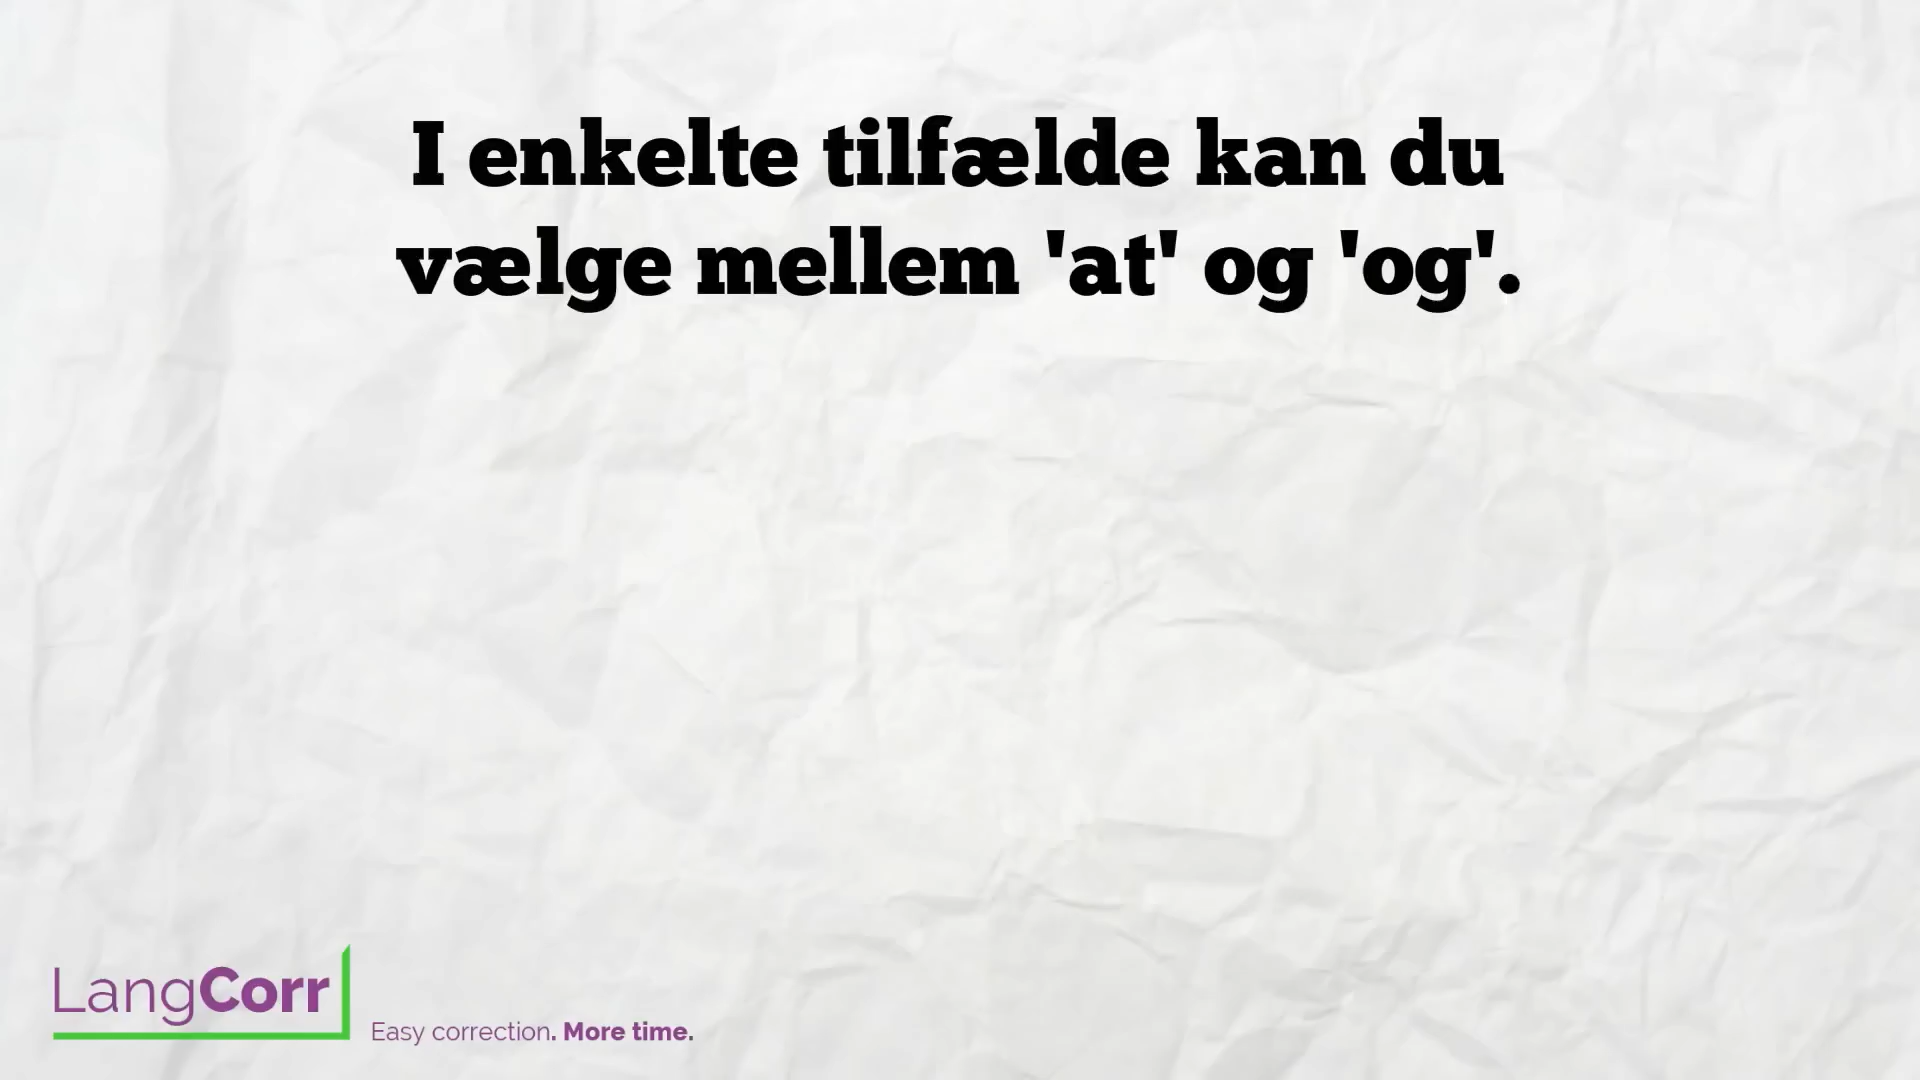 I enkelte tilfælde kan du
vælge mellem 'at' og 'og'.
LangCorr
Easy correction. More time.